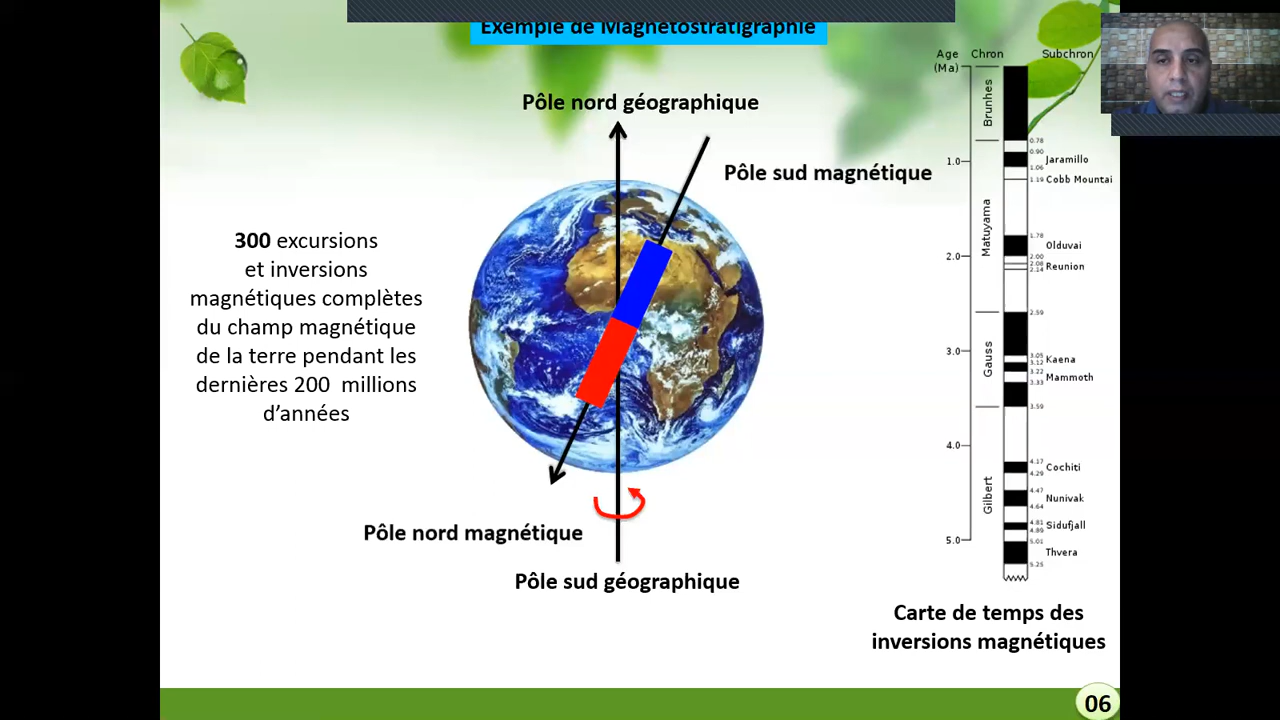 Exemple de Magnétostratigraphie
Pôle nord géographique
Pôle sud magnétique
300 excursions
et inversions
magnétiques complètes
du champ magnétique
de la terre pendant les
dernières 200 millions
d’années
Pôle nord magnétique
Pôle sud géographique
Age
(Ma)
Chron
Subchron
1.0
2.0
3.0
4.0
5.0
Brunhes
Matuyama
Gauss
Gilbert
0.78
0.90
Jaramillo
1.06
1.19 Cobb Mountai
1.78
Olduvai
2.00
2.08
Reunion
2.14
2.59
3.05
Kaena
3.12
3.22
Mammoth
3.33
3.59
4.17
Cochiti
4.29
4.47
Nunivak
4.64
4.81
Sidufjall
4.89
5.01
Thvera
5.25
Carte de temps des
inversions magnétiques
06